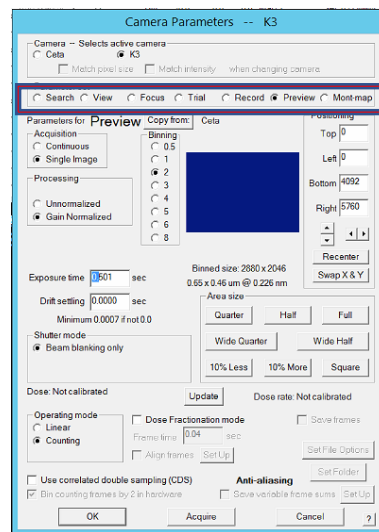 Camera Parameters -- K3
Camera -- Selects active camera
Ceta K3
Match pixel size Match intensity when changing camera
Search View Focus Trial Record Preview Mont-map
Parameters for Preview Copy from: Ceta
Positioning
Acquisition
Continuous
Single Image
Processing
Unnormalized
Gain Normalized
Binning
0.5
1
2
3
4
5
6
8
Top 0
Left 0
Bottom 4092
Right 5760
Recenter
Swap X & Y
Exposure time 0.501 sec
Drift settling 0.0000 sec
Minimum 0.0007 if not 0.0
Binned size: 2880 x 2046
0.65 x 0.46 um @ 0.226 nm
Shutter mode
Beam blanking only
Area size
Quarter Half Full
Wide Quarter Wide Half
10% Less 10% More Square
Dose: Not calibrated Update Dose rate: Not calibrated
Operating mode
Linear
Counting
Dose Fractionation mode Save frames
Frame time 0.04 sec
Align frames Set Up Set File Options
Set Folder
Use correlated double sampling (CDS) Anti-aliasing
Bin counting frames by 2 in hardware Save variable frame sums Set Up
OK Acquire Cancel ?